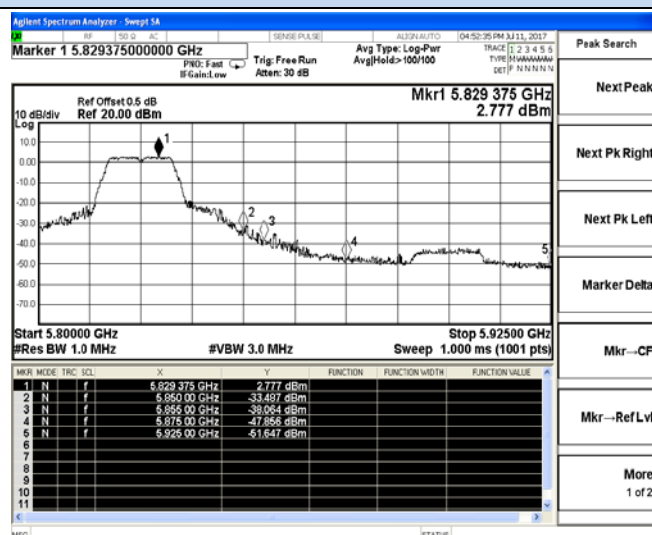 Agilent Spectrum Analyzer - Swept SA
RF 50 Ω AC SENSE:PULSE ALIGN AUTO 04:52:35 PM Jul 11, 2017
Marker 1 5.829375000000 GHz
PNO: Fast
IFGain:Low
Trig: Free Run
Atten: 30 dB
Avg Type: Log-Pwr
Avg|Hold:>100/100
TRACE 1 2 3 4 5 6
TYPE M WWWWW
DET P N N N N N
Ref Offset 0.5 dB
10 dB/div Ref 20.00 dBm
Log
Mkr1 5.829 375 GHz
2.777 dBm
10.0
0.00
-10.0
-20.0
-30.0
-40.0
-50.0
-60.0
-70.0
1
2
3
4
5
Start 5.80000 GHz Stop 5.92500 GHz
#Res BW 1.0 MHz #VBW 3.0 MHz Sweep 1.000 ms (1001 pts)
MKR MODE TRC SCL X Y FUNCTION FUNCTION WIDTH FUNCTION VALUE
1 N f 5.829 375 GHz 2.777 dBm
2 N f 5.850 00 GHz -33.487 dBm
3 N f 5.855 00 GHz -38.064 dBm
4 N f 5.875 00 GHz -47.856 dBm
5 N f 5.925 00 GHz -51.647 dBm
6
7
8
9
10
11
MSG STATUS
Peak Search
Next Peak
Next Pk Right
Next Pk Left
Marker Delta
Mkr→CF
Mkr→Ref Lvl
More
1 of 2